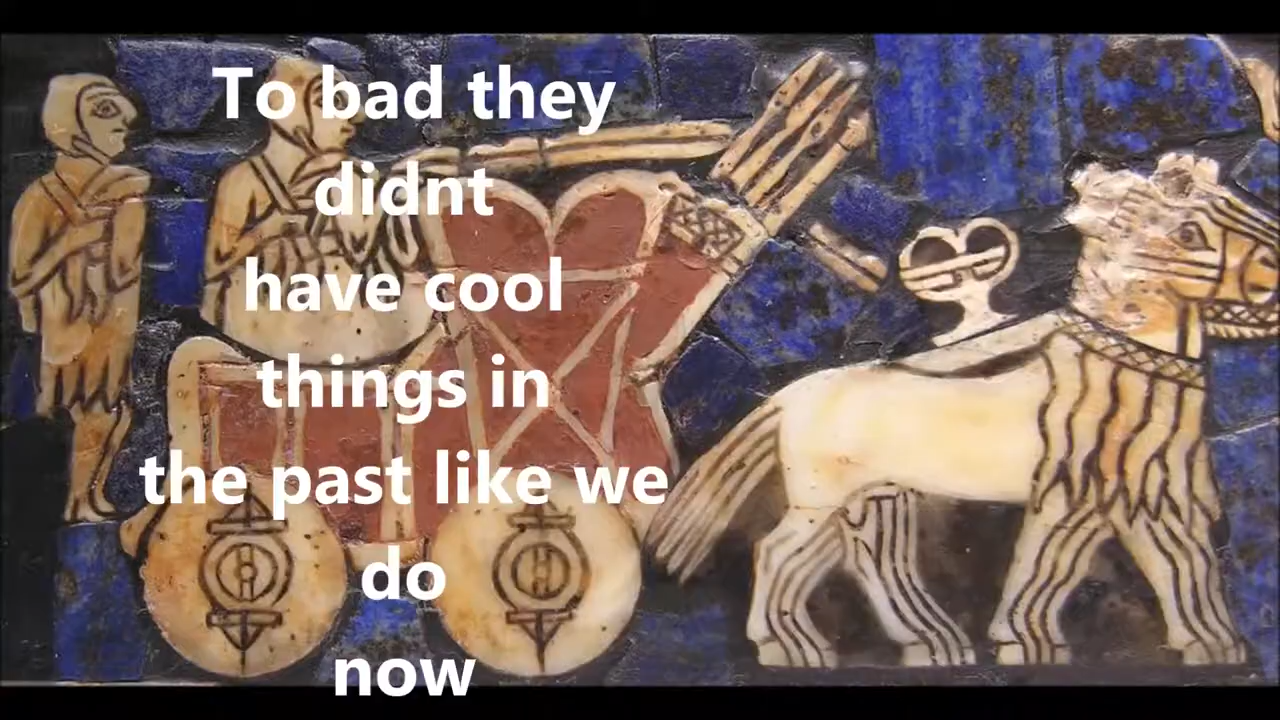 To bad they
didnt
have cool
things in
the past like we
do
now